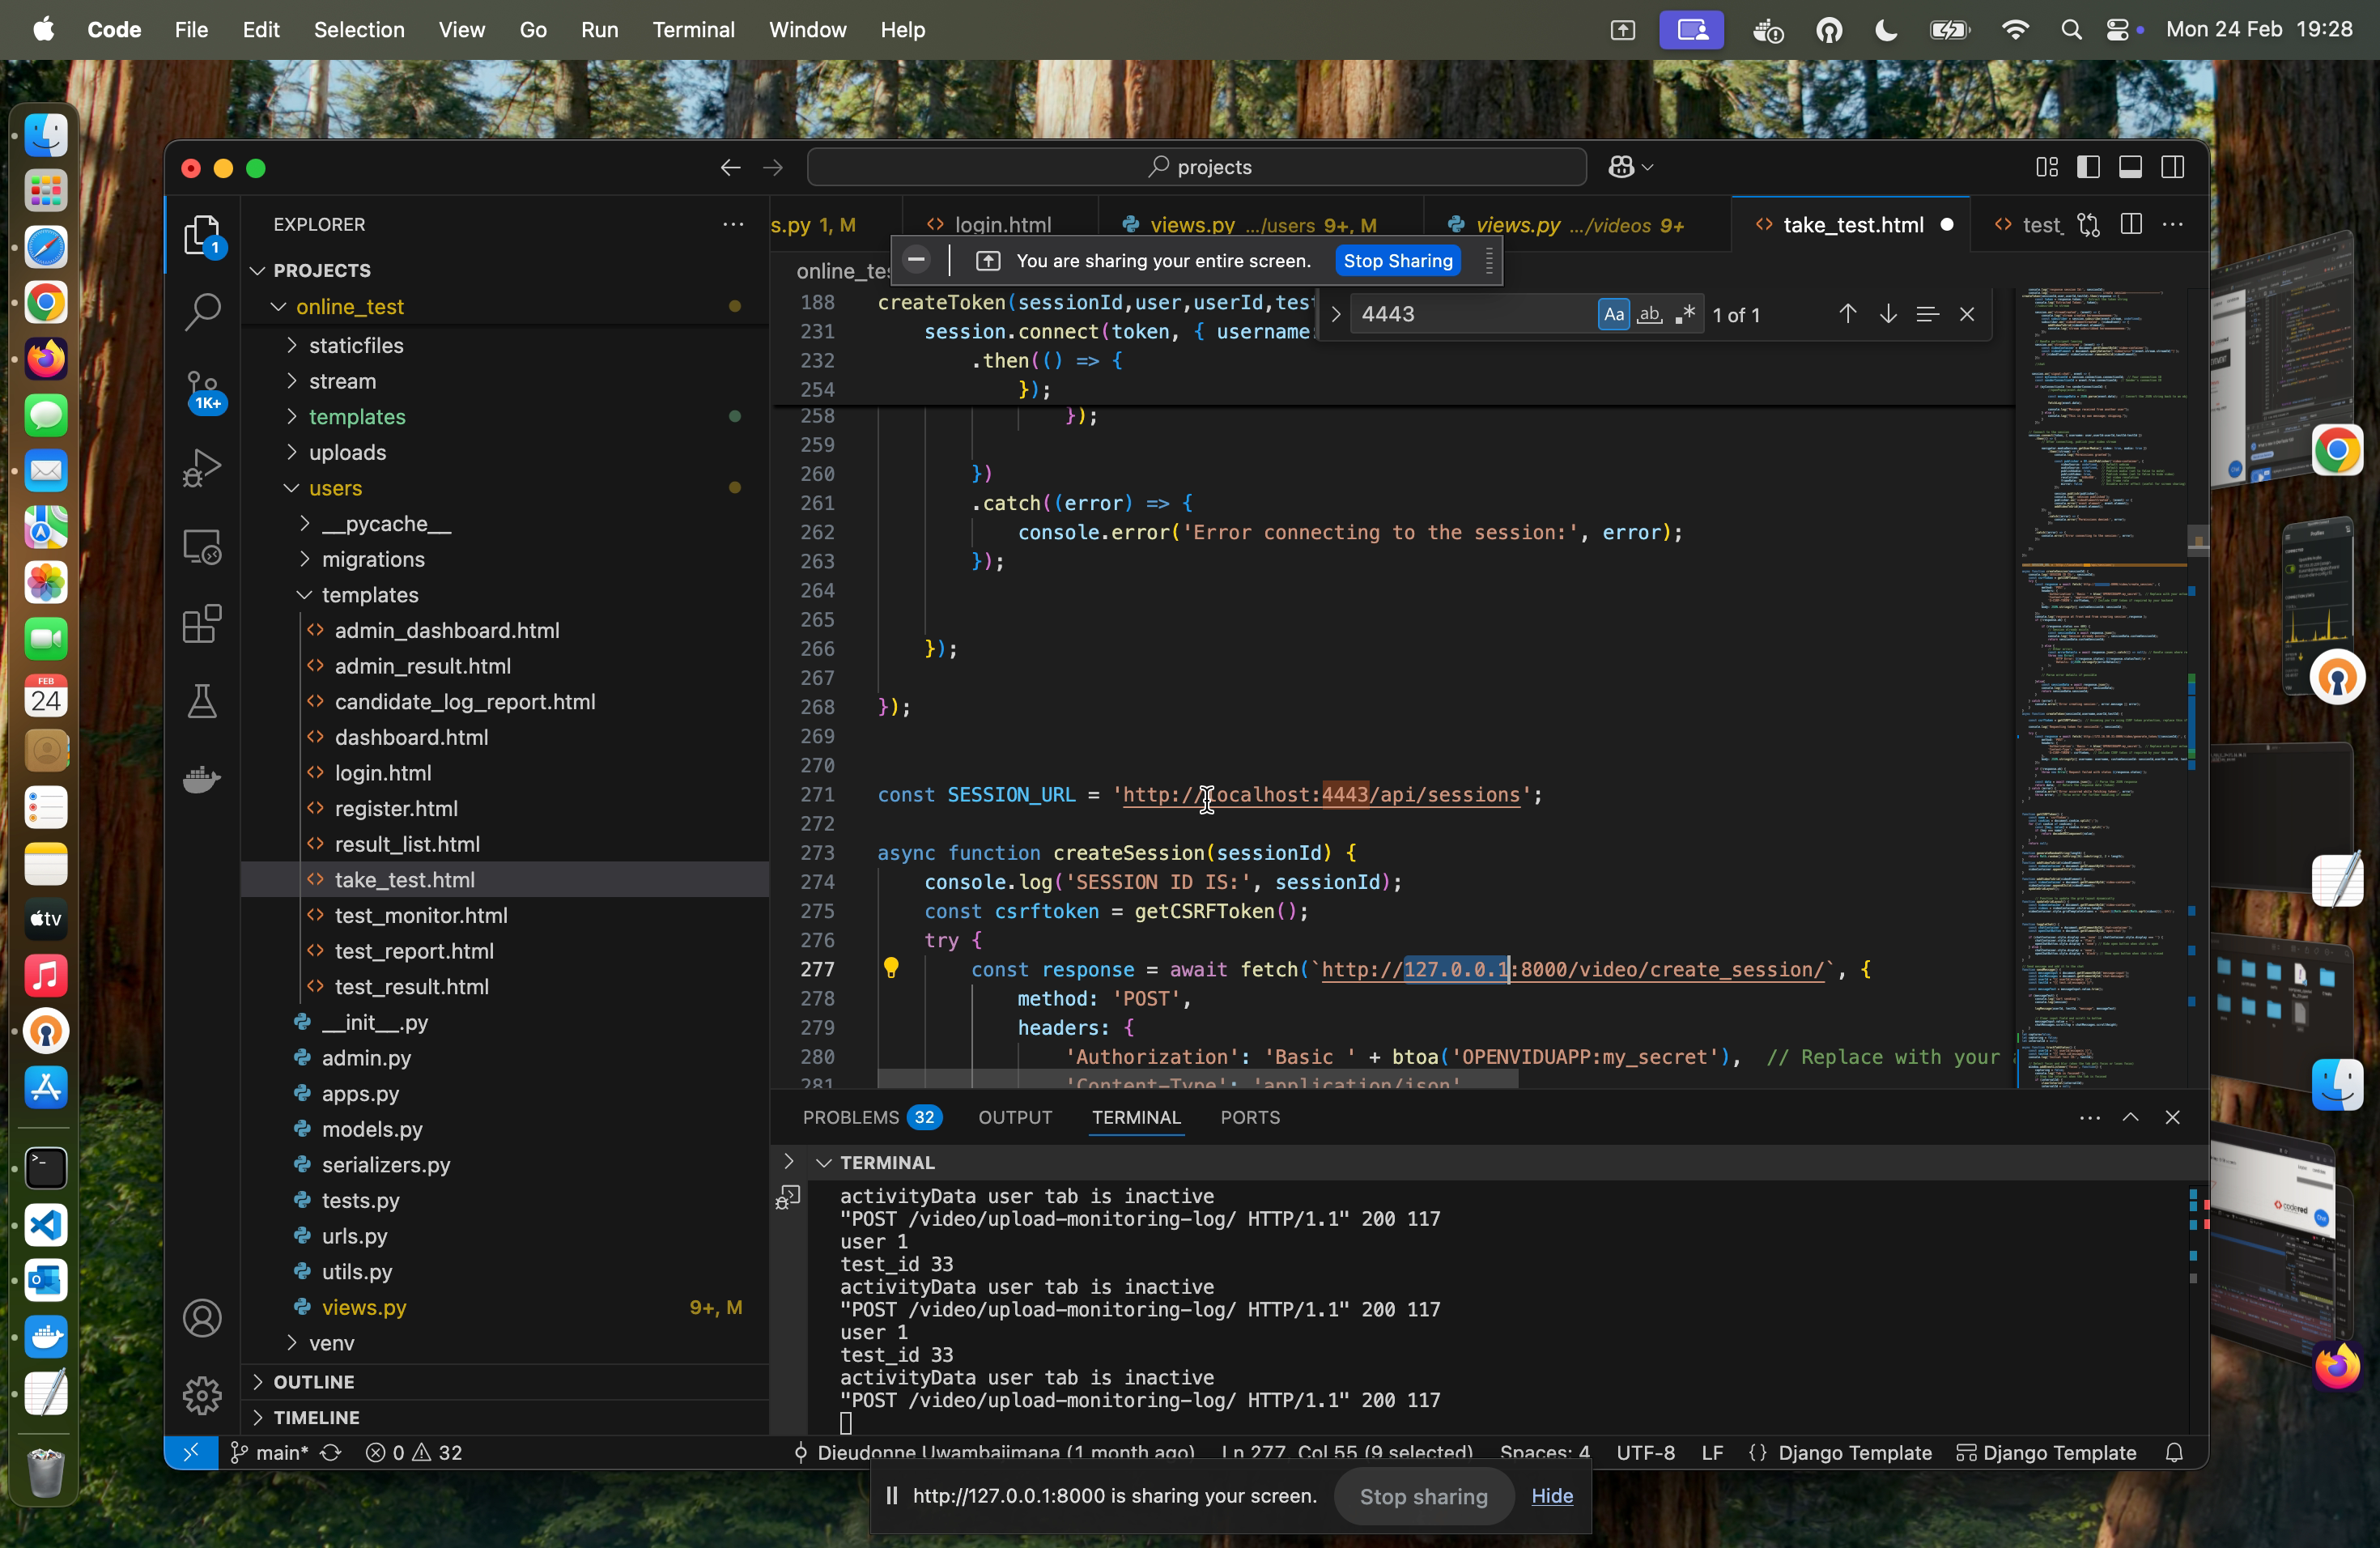 Code File Edit Selection View Go Run Terminal Window Help Mon 24 Feb 19:28
projects
EXPLORER
s.py 1, M
login.html
views.py .../users 9+, M
views.py .../videos 9+
take_test.html
test_
You are sharing your entire screen. Stop Sharing
PROJECTS
online_test
staticfiles
stream
templates
uploads
users
__pycache__
migrations
templates
admin_dashboard.html
admin_result.html
candidate_log_report.html
dashboard.html
login.html
register.html
result_list.html
take_test.html
test_monitor.html
test_report.html
test_result.html
__init__.py
admin.py
apps.py
models.py
serializers.py
tests.py
urls.py
utils.py
views.py 9+, M
venv
OUTLINE
TIMELINE
1
1K+
FEB
24
tv
4443 Aa ab 1 of 1
188 createToken(sessionId,user,userId,test
231 session.connect(token, { username:
232 .then(() => {
254 });
258 });
259
260 })
261 .catch((error) => {
262 console.error('Error connecting to the session:', error);
263 });
264
265
266 });
267
268 });
269
270
271 const SESSION_URL = 'http://localhost:4443/api/sessions';
272
273 async function createSession(sessionId) {
274 console.log('SESSION ID IS:', sessionId);
275 const csrftoken = getCSRFToken();
276 try {
277 const response = await fetch(`http://127.0.0.1:8000/video/create_session/`, {
278 method: 'POST',
279 headers: {
280 'Authorization': 'Basic ' + btoa('OPENVIDUAPP:my_secret'), // Replace with your
281 'Content-Type': 'application/json'
PROBLEMS 32 OUTPUT TERMINAL PORTS
TERMINAL
activityData user tab is inactive
"POST /video/upload-monitoring-log/ HTTP/1.1" 200 117
user 1
test_id 33
activityData user tab is inactive
"POST /video/upload-monitoring-log/ HTTP/1.1" 200 117
user 1
test_id 33
activityData user tab is inactive
"POST /video/upload-monitoring-log/ HTTP/1.1" 200 117
main* 0 32 Dieudonne Uwambajimana (1 month ago) Ln 277, Col 55 (9 selected) Spaces: 4 UTF-8 LF {} Django Template Django Template
http://127.0.0.1:8000 is sharing your screen. Stop sharing Hide